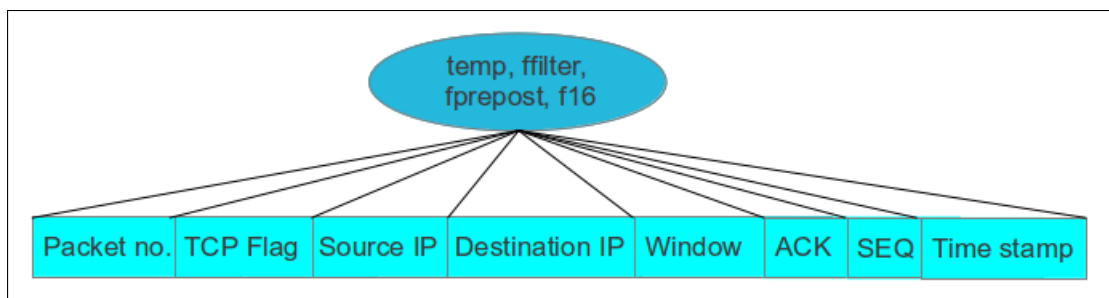 temp, ffilter,
fprepost, f16
Packet no. TCP Flag Source IP Destination IP Window ACK SEQ Time stamp